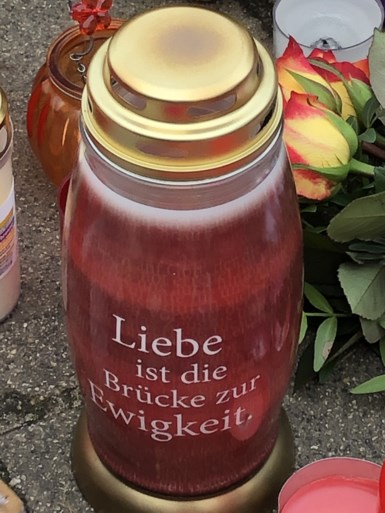 Liebe
ist die
Brücke zur
Ewigkeit.